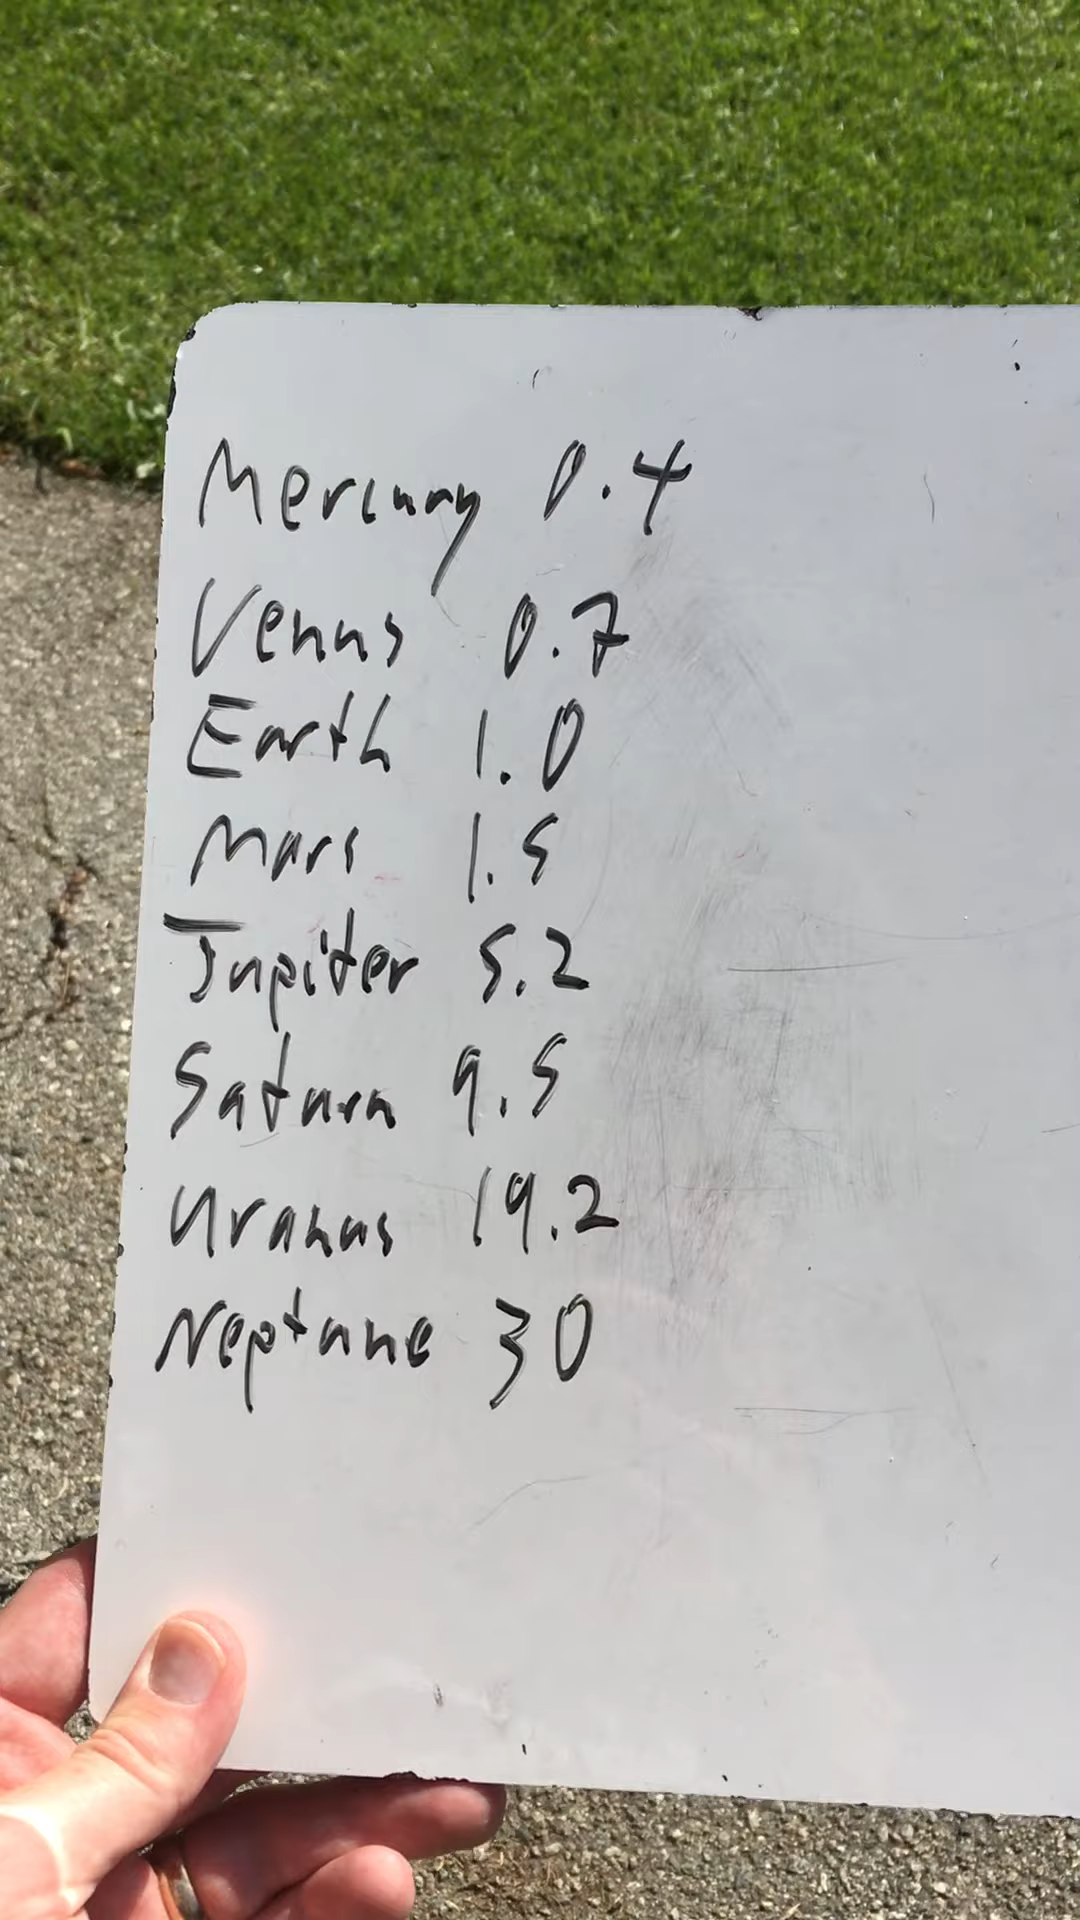 Mercury 0.4
Venus 0.7
Earth 1.0
Mars 1.5
Jupiter 5.2
Saturn 9.5
Uranus 19.2
Neptune 30